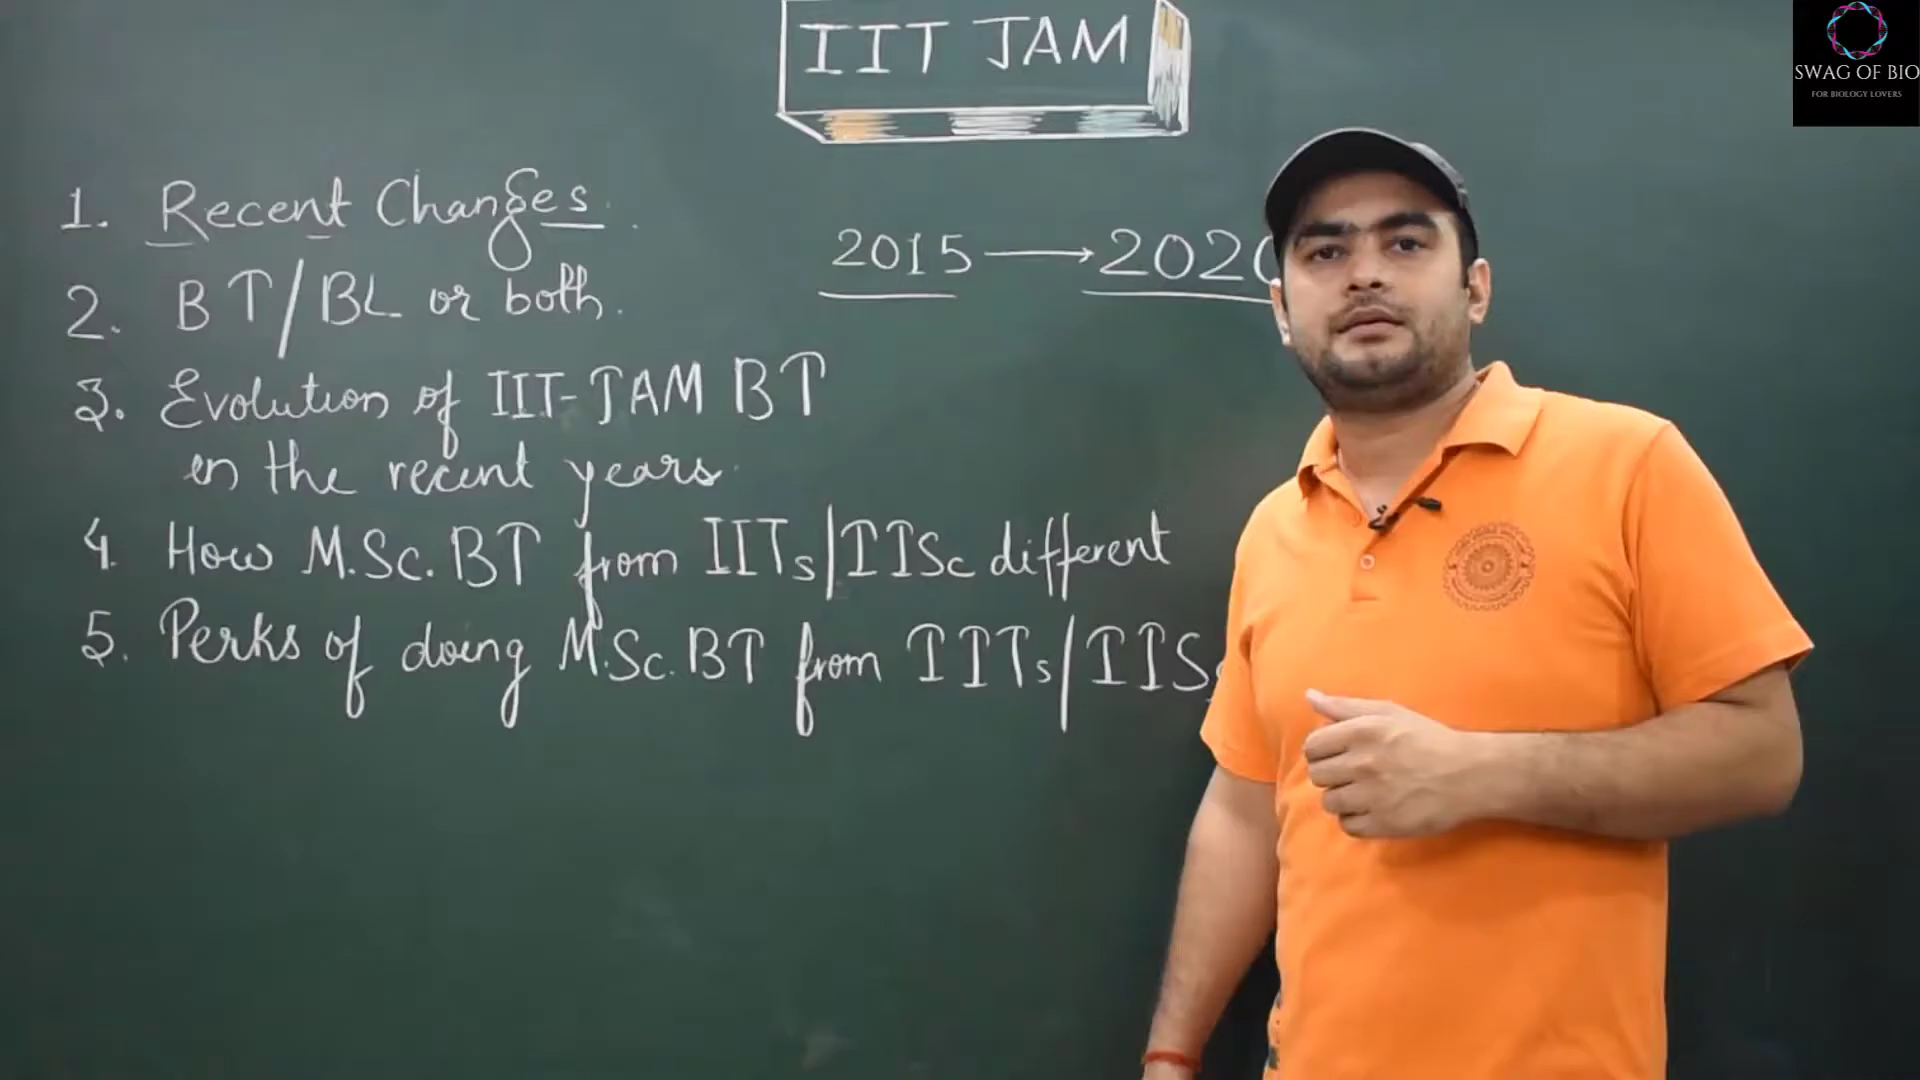 IIT JAM
SWAG OF BIO
FOR BIOLOGY LOVERS
1. Recent Changes.
2015 → 2020
2. BT/BL or both.
3. Evolution of IIT-JAM BT
in the recent years.
4. How M.Sc. BT from IITs/IISc different
5. Perks of doing M.Sc. BT from IITs/IISc